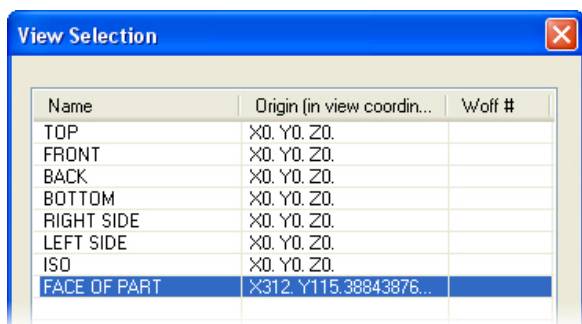 View Selection
Name Origin (in view coordin... Woff #
TOP X0. Y0. Z0.
FRONT X0. Y0. Z0.
BACK X0. Y0. Z0.
BOTTOM X0. Y0. Z0.
RIGHT SIDE X0. Y0. Z0.
LEFT SIDE X0. Y0. Z0.
ISO X0. Y0. Z0.
FACE OF PART X312. Y115.38843876...